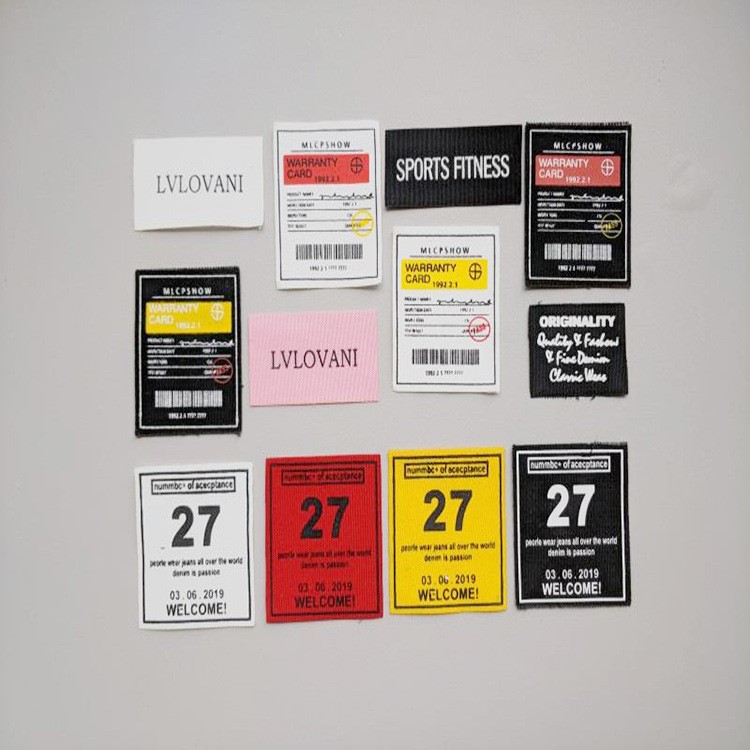 LVLOVANI
MLCPSHOW
WARRANTY
CARD 1992.2.1
SPORTS FITNESS
MLCPSHOW
WARRANTY
CARD 1992.2.1
MLCPSHOW
WARRANTY
CARD 1992.2.1
LVLOVANI
MLCPSHOW
WARRANTY
CARD 1992.2.1
ORIGINALITY
Quality & Fashow
& Fine Denim
Classic Weas
nummbc+ of acecptance
27
peorle wear jeans all over the world
denim is passion
03.06.2019
WELCOME!
nummbc+ of acecptance
27
peorle wear jeans all over the world
denim is passion
03.06.2019
WELCOME!
nummbc+ of acecptance
27
peorle wear jeans all over the world
denim is passion
03.06.2019
WELCOME!
nummbc+ of acecptance
27
peorle wear jeans all over the world
denim is passion
03.06.2019
WELCOME!